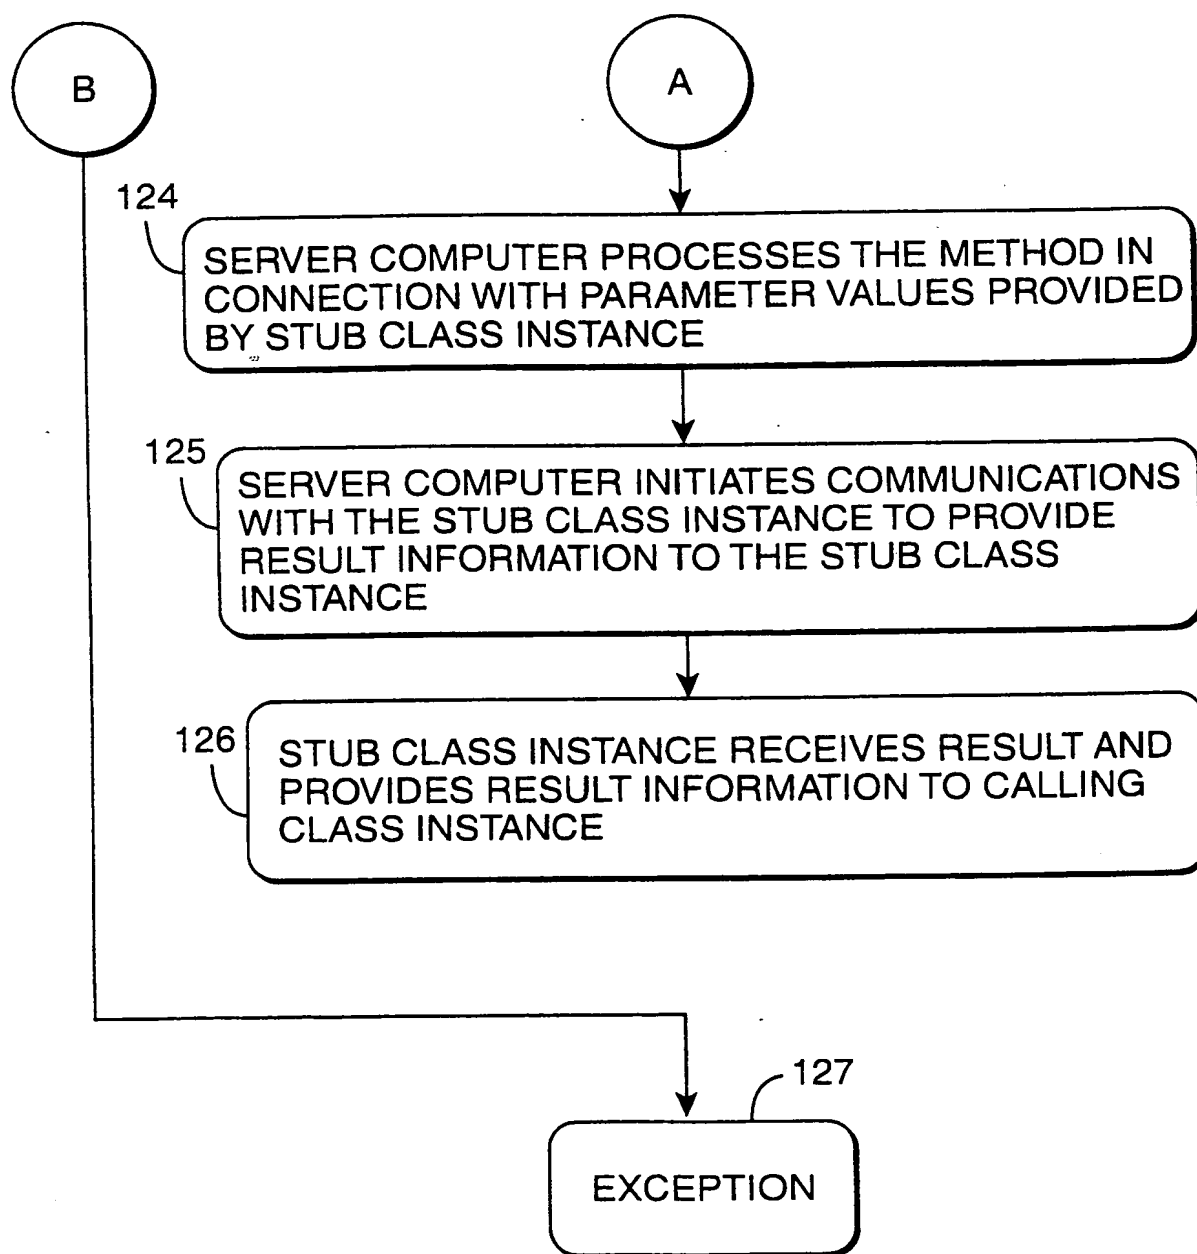 B
A
124
SERVER COMPUTER PROCESSES THE METHOD IN
CONNECTION WITH PARAMETER VALUES PROVIDED
BY STUB CLASS INSTANCE
125
SERVER COMPUTER INITIATES COMMUNICATIONS
WITH THE STUB CLASS INSTANCE TO PROVIDE
RESULT INFORMATION TO THE STUB CLASS
INSTANCE
126
STUB CLASS INSTANCE RECEIVES RESULT AND
PROVIDES RESULT INFORMATION TO CALLING
CLASS INSTANCE
127
EXCEPTION